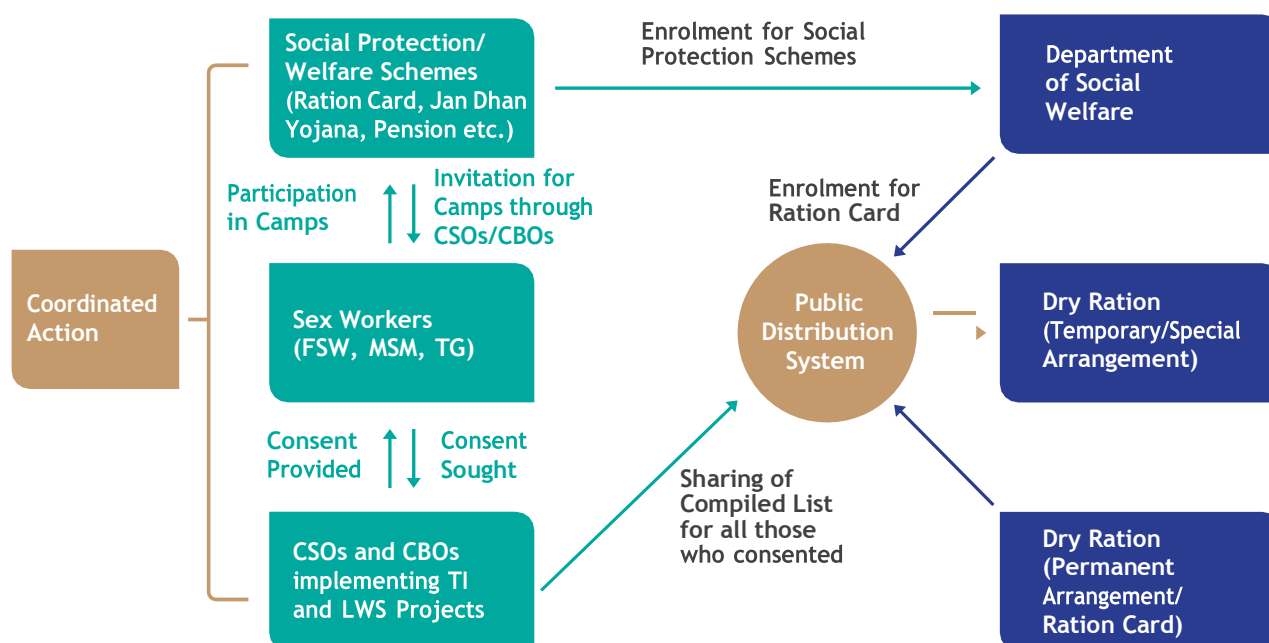 Coordinated
Action
Social Protection/
Welfare Schemes
(Ration Card, Jan Dhan
Yojana, Pension etc.)
Enrolment for Social
Protection Schemes
Department
of Social
Welfare
Participation
in Camps
Invitation for
Camps through
CSOs/CBOs
Enrolment for
Ration Card
Sex Workers
(FSW, MSM, TG)
Public
Distribution
System
Dry Ration
(Temporary/Special
Arrangement)
Consent
Provided
Consent
Sought
Sharing of
Compiled List
for all those
who consented
CSOs and CBOs
implementing TI
and LWS Projects
Dry Ration
(Permanent
Arrangement/
Ration Card)